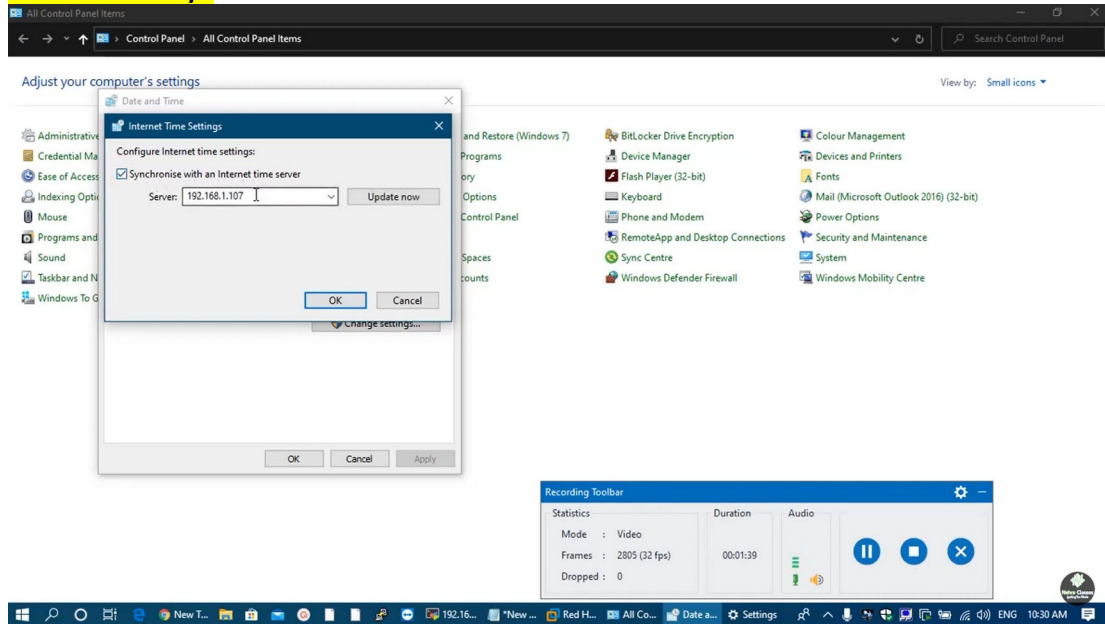 All Control Panel Items
Control Panel > All Control Panel Items
Search Control Panel
Adjust your computer's settings
View by: Small icons
Date and Time
Internet Time Settings
Configure Internet time settings:
Synchronise with an Internet time server
Server: 192.168.1.107 Update now
OK Cancel
Change settings...
OK Cancel Apply
Administrative
Credential Ma
Ease of Access
Indexing Optio
Mouse
Programs and
Sound
Taskbar and N
Windows To G
and Restore (Windows 7)
Programs
ory
Options
Control Panel
Spaces
counts
BitLocker Drive Encryption
Device Manager
Flash Player (32-bit)
Keyboard
Phone and Modem
RemoteApp and Desktop Connections
Sync Centre
Windows Defender Firewall
Colour Management
Devices and Printers
Fonts
Mail (Microsoft Outlook 2016) (32-bit)
Power Options
Security and Maintenance
System
Windows Mobility Centre
Recording Toolbar
Statistics Duration Audio
Mode : Video
Frames : 2805 (32 fps) 00:01:39
Dropped : 0
New T... 192.16... *New ... Red H... All Co... Date a... Settings ENG 10:30 AM